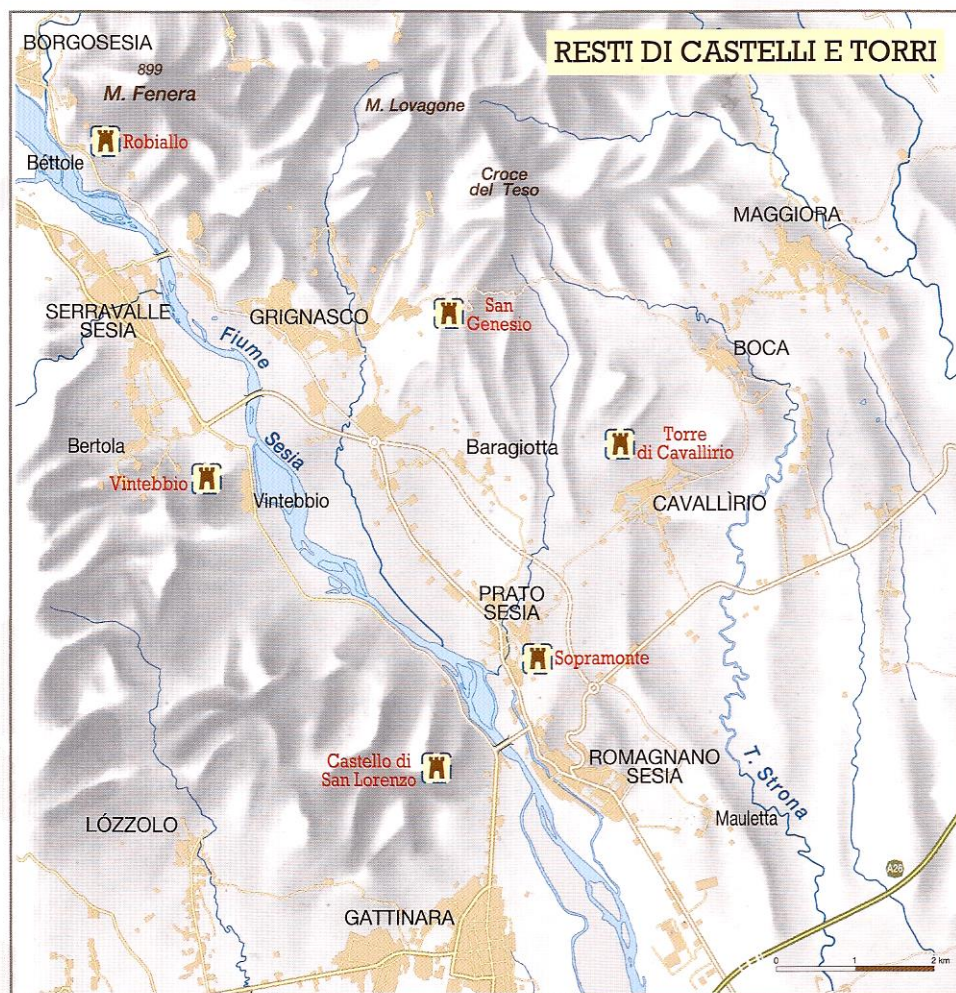 RESTI DI CASTELLI E TORRI
BORGOSESIA
899
M. Fenera
M. Lovagone
Robiallo
Béttole
Croce
del Teso
MAGGIORA
SERRAVALLE
SESIA
GRIGNASCO
San
Genesio
Fiume
BOCA
Sesia
Bertola
Baragiotta
Torre
di Cavallirio
Vintebbio
Vintebbio
CAVALLÌRIO
PRATO
SESIA
Sopramonte
Castello di
San Lorenzo
ROMAGNANO
SESIA
T. Strona
LÓZZOLO
Mauletta
A26
GATTINARA
0 1 2 km